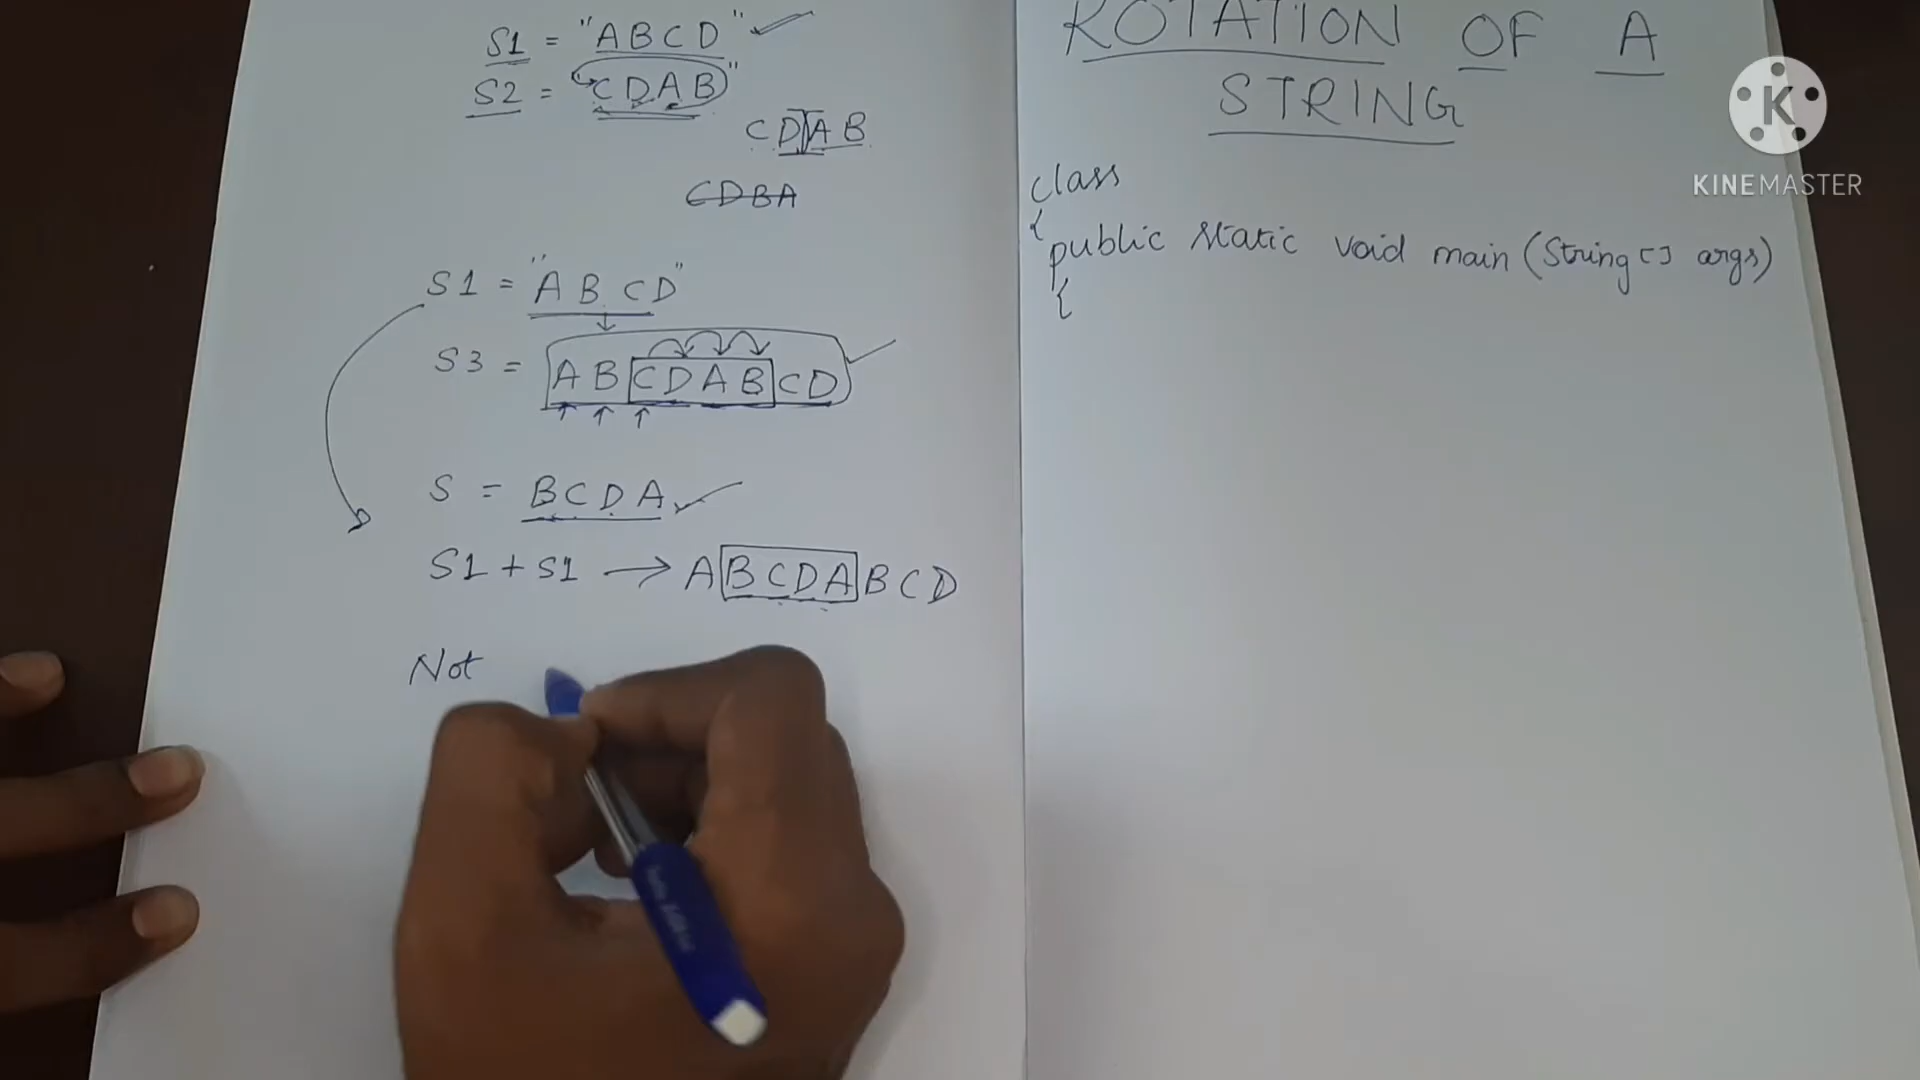 S1 = "ABCD"
S2 = "CDAB"
CDAB
CDBA
S1 = "ABCD"
S3 = ABCDABCD
S = BCDA
S1 + S1 → ABCDABCD
Not
ROTATION OF A
STRING
class
{
public static void main (String [] args)
{
K
KINEMASTER